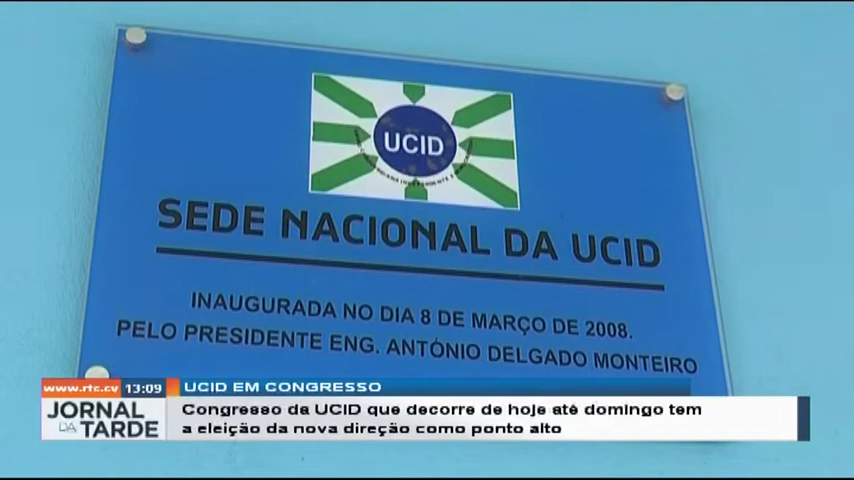 UCID
SEDE NACIONAL DA UCID
INAUGURADA NO DIA 8 DE MARÇO DE 2008.
PELO PRESIDENTE ENG. ANTÓNIO DELGADO MONTEIRO
www.rtc.cv 13:09 UCID EM CONGRESSO
JORNAL
DA TARDE
Congresso da UCID que decorre de hoje até domingo tem
a eleição da nova direção como ponto alto